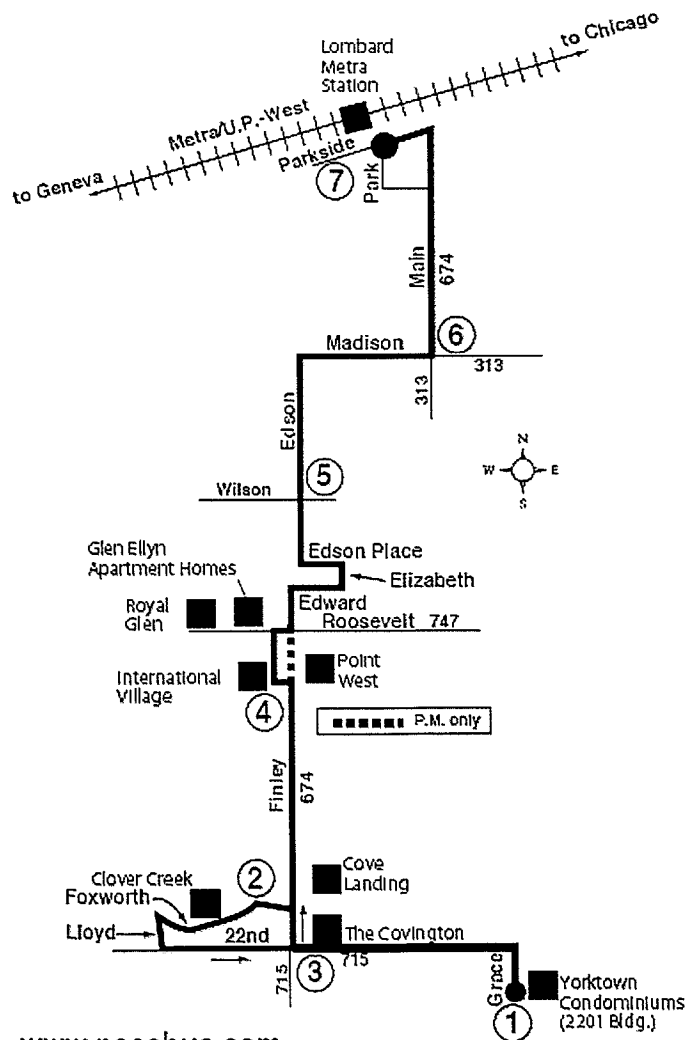 to Chicago
Lombard
Metra
Station
Metra/U.P.-West
to Geneva
Parkside
7
Park
Main
674
6
Madison
313
313
Edson
N
W E
S
5
Wilson
Edson Place
Glen Ellyn
Apartment Homes
Elizabeth
Royal
Glen
Edward
Roosevelt 747
International
Village
Point
West
4
P.M. only
Finley
674
Clover Creek
2
Cove
Landing
Foxworth
Lloyd
22nd
The Covington
715
715
3
Grace
1
Yorktown
Condominiums
(2201 Bldg.)